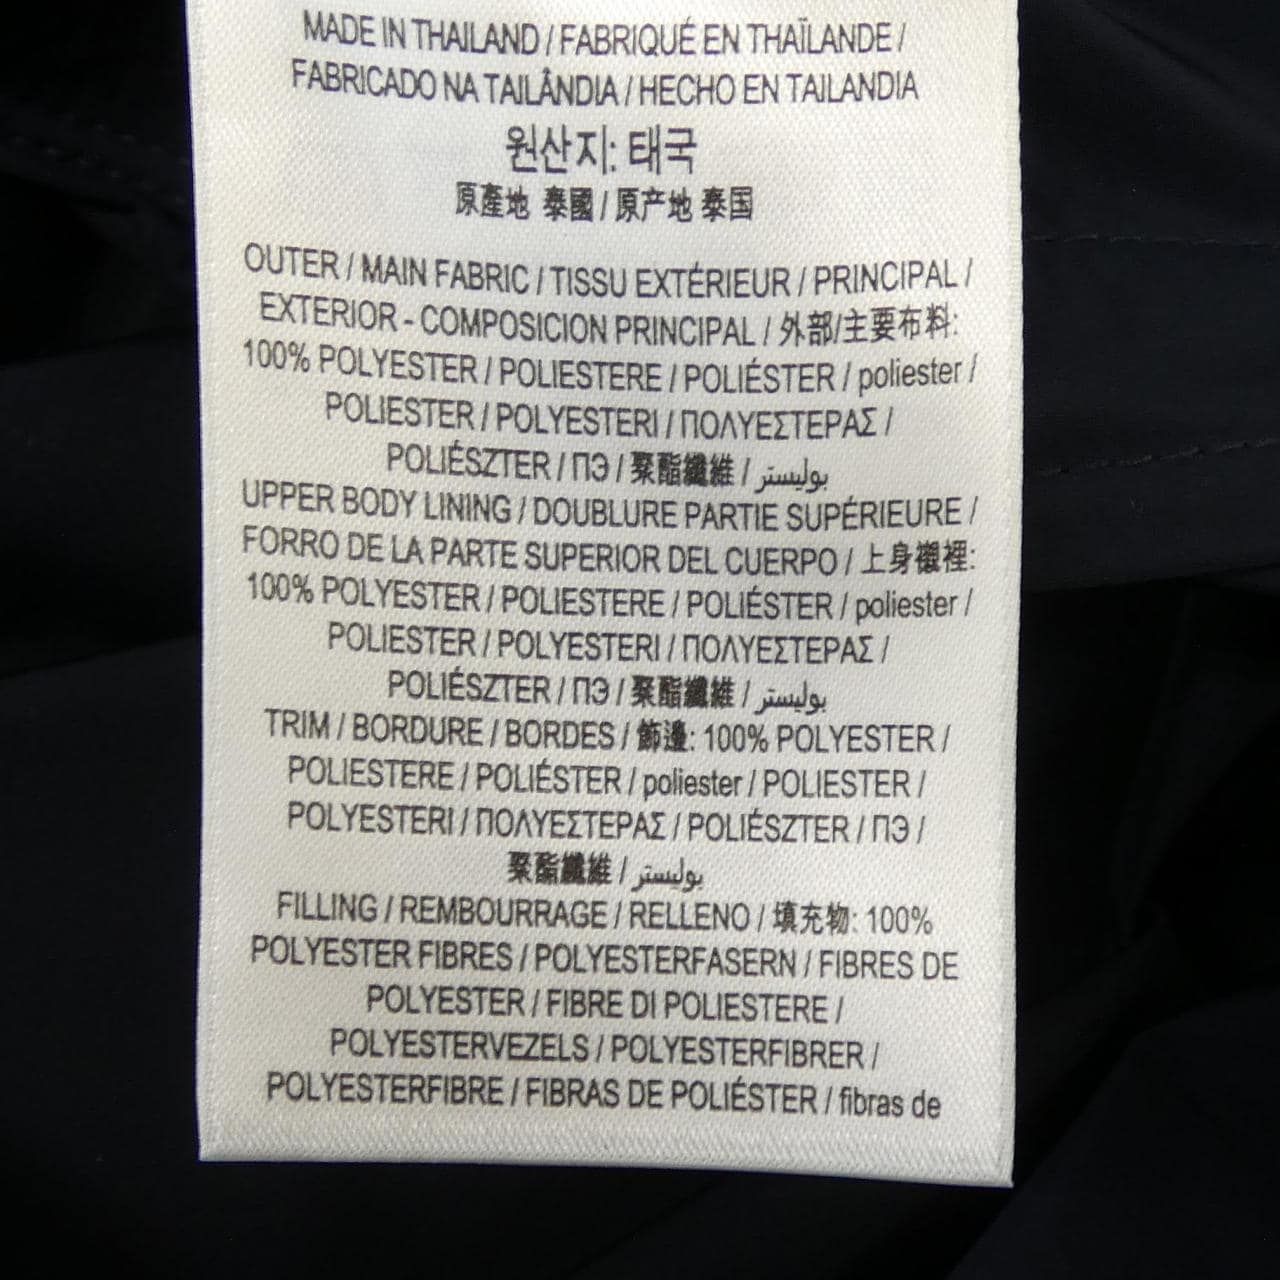 MADE IN THAILAND / FABRIQUÉ EN THAÏLANDE /
FABRICADO NA TAILÂNDIA / HECHO EN TAILANDIA
원산지: 태국
原產地 泰國 / 原产地 泰国
OUTER / MAIN FABRIC / TISSU EXTÉRIEUR / PRINCIPAL /
EXTERIOR - COMPOSICION PRINCIPAL / 外部/主要布料:
100% POLYESTER / POLIESTERE / POLIÉSTER / poliester /
POLIESTER / POLYESTERI / ΠΟΛΥΕΣΤΕΡΑΣ /
POLIÉSZTER / ПЭ / 聚酯纖維 / بوليستر
UPPER BODY LINING / DOUBLURE PARTIE SUPÉRIEURE /
FORRO DE LA PARTE SUPERIOR DEL CUERPO / 上身襯裡:
100% POLYESTER / POLIESTERE / POLIÉSTER / poliester /
POLIESTER / POLYESTERI / ΠΟΛΥΕΣΤΕΡΑΣ /
POLIÉSZTER / ПЭ / 聚酯纖維 / بوليستر
TRIM / BORDURE / BORDES / 飾邊: 100% POLYESTER /
POLIESTERE / POLIÉSTER / poliester / POLIESTER /
POLYESTERI / ΠΟΛΥΕΣΤΕΡΑΣ / POLIÉSZTER / ПЭ /
聚酯纖維 / بوليستر
FILLING / REMBOURRAGE / RELLENO / 填充物: 100%
POLYESTER FIBRES / POLYESTERFASERN / FIBRES DE
POLYESTER / FIBRE DI POLIESTERE /
POLYESTERVEZELS / POLYESTERFIBRER /
POLYESTERFIBRE / FIBRAS DE POLIÉSTER / fibras de